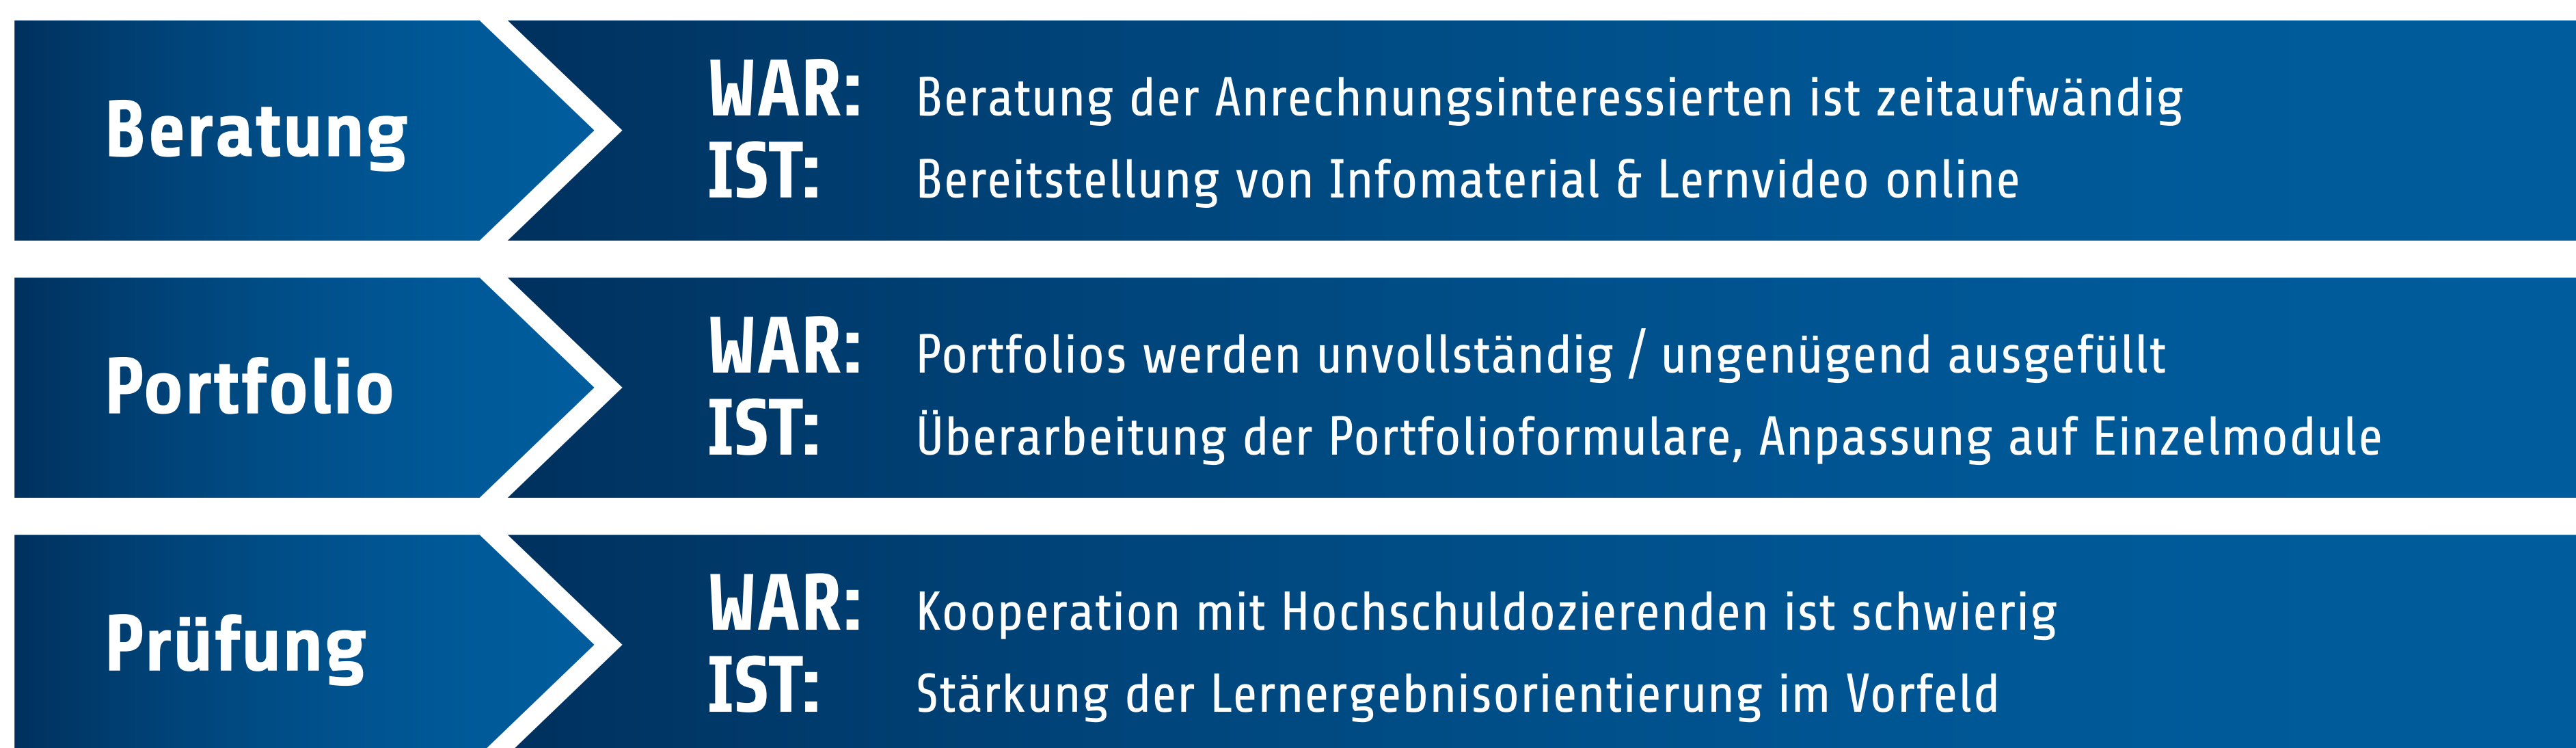 Beratung
WAR: Beratung der Anrechnungsinteressierten ist zeitaufwändig
IST: Bereitstellung von Infomaterial & Lernvideo online
Portfolio
WAR: Portfolios werden unvollständig / ungenügend ausgefüllt
IST: Überarbeitung der Portfolioformulare, Anpassung auf Einzelmodule
Prüfung
WAR: Kooperation mit Hochschuldozierenden ist schwierig
IST: Stärkung der Lernergebnisorientierung im Vorfeld